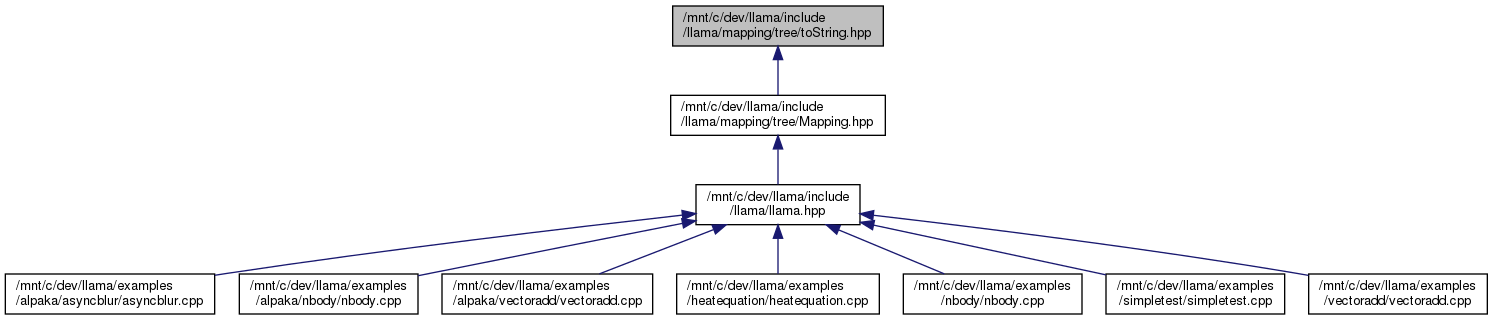 /mnt/c/dev/llama/include
/llama/mapping/tree/toString.hpp
/mnt/c/dev/llama/include
/llama/mapping/tree/Mapping.hpp
/mnt/c/dev/llama/include
/llama/llama.hpp
/mnt/c/dev/llama/examples
/alpaka/asyncblur/asyncblur.cpp
/mnt/c/dev/llama/examples
/alpaka/nbody/nbody.cpp
/mnt/c/dev/llama/examples
/alpaka/vectoradd/vectoradd.cpp
/mnt/c/dev/llama/examples
/heatequation/heatequation.cpp
/mnt/c/dev/llama/examples
/nbody/nbody.cpp
/mnt/c/dev/llama/examples
/simpletest/simpletest.cpp
/mnt/c/dev/llama/examples
/vectoradd/vectoradd.cpp